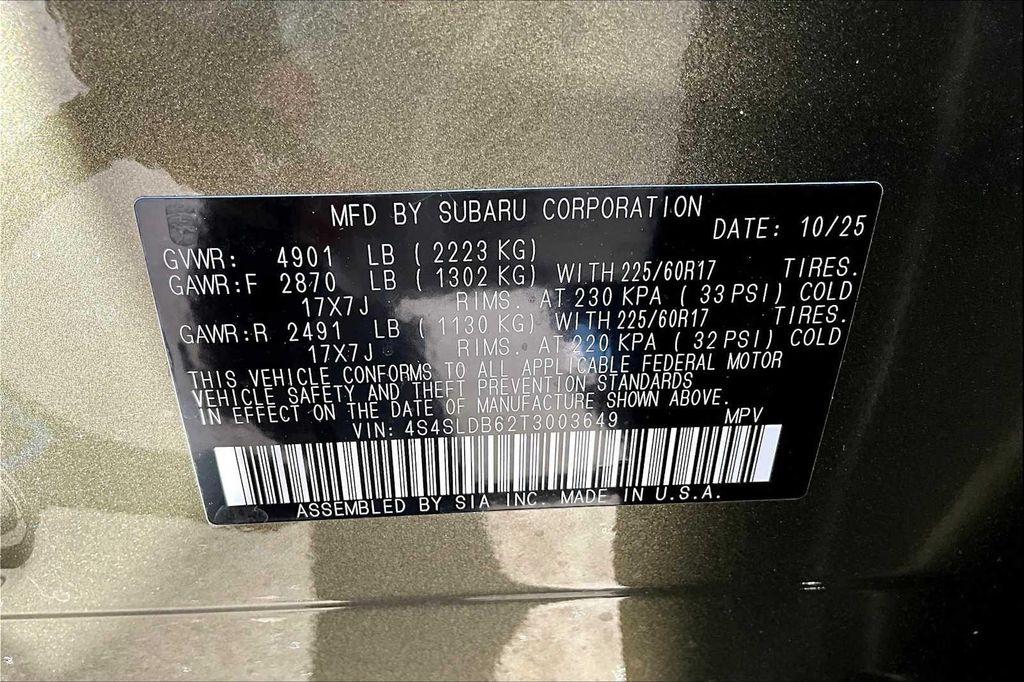 MFD BY SUBARU CORPORATION
DATE: 10/25
GVWR: 4901 LB ( 2223 KG)
GAWR:F 2870 LB ( 1302 KG) WITH 225/60R17 TIRES.
17X7J RIMS. AT 230 KPA ( 33 PSI) COLD
GAWR:R 2491 LB ( 1130 KG) WITH 225/60R17 TIRES.
17X7J RIMS. AT 220 KPA ( 32 PSI) COLD
THIS VEHICLE CONFORMS TO ALL APPLICABLE FEDERAL MOTOR
VEHICLE SAFETY AND THEFT PREVENTION STANDARDS
IN EFFECT ON THE DATE OF MANUFACTURE SHOWN ABOVE.
VIN: 4S4SLDB62T3003649 MPV
ASSEMBLED BY SIA INC. MADE IN U.S.A.